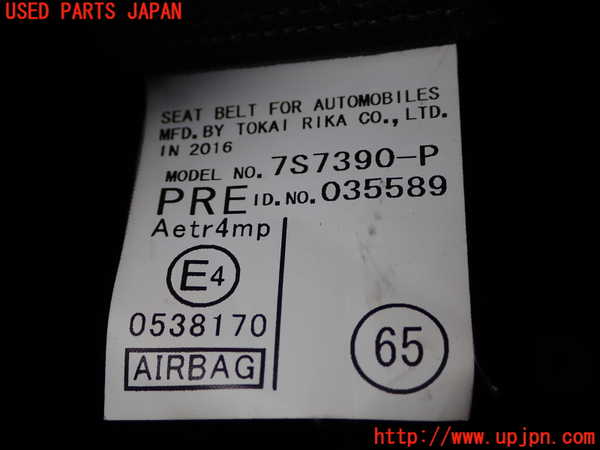 USED PARTS JAPAN
SEAT BELT FOR AUTOMOBILES
MFD. BY TOKAI RIKA CO., LTD.
IN 2016
MODEL NO. 7S7390-P
PRE ID.NO. 035589
Aetr4mp
E4
0538170
AIRBAG
65
http://www.upjpn.com/